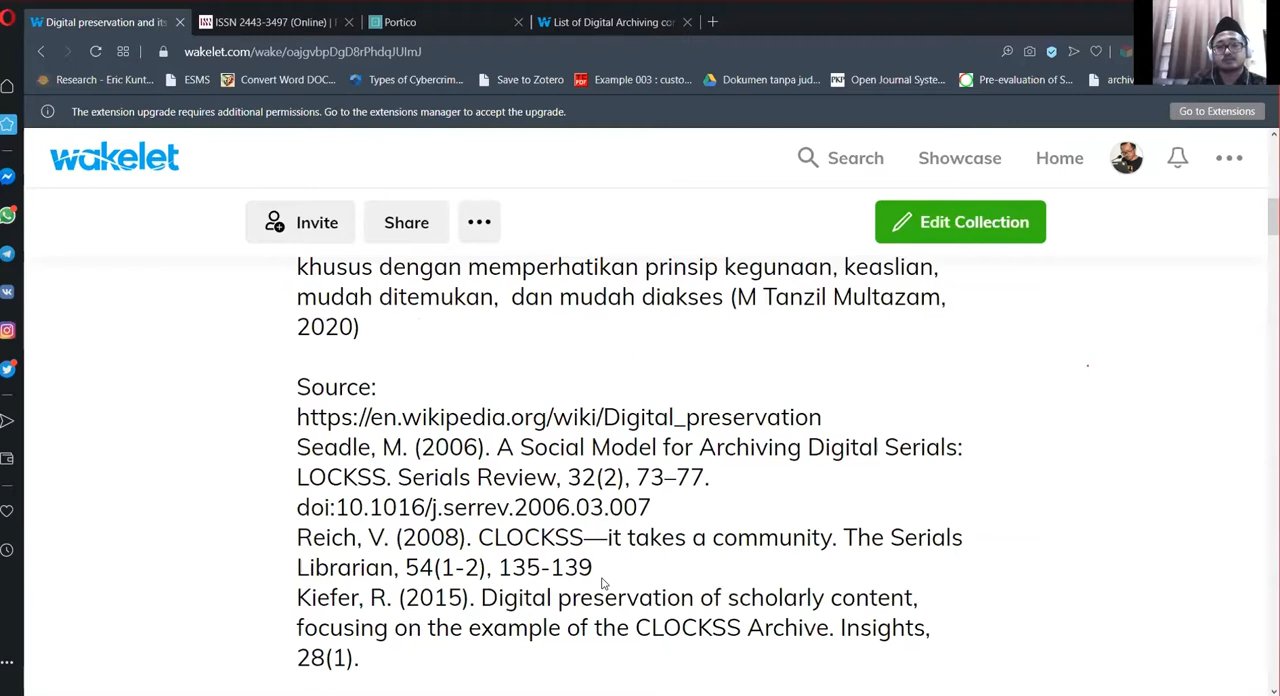 Digital preservation and its
ISSN 2443-3497 (Online) |
Portico
List of Digital Archiving co
wakelet.com/wake/oajgvbpDgD8rPhdqJUImJ
Research - Eric Kunt...
ESMS
Convert Word DOC...
Types of Cybercrim...
Save to Zotero
Example 003 : custo...
Dokumen tanpa jud...
PKP
Open Journal Syste...
Pre-evaluation of S...
archiv
The extension upgrade requires additional permissions. Go to the extensions manager to accept the upgrade.
Go to Extensions
wakelet
Search
Showcase
Home
Invite
Share
Edit Collection
khusus dengan memperhatikan prinsip kegunaan, keaslian,
mudah ditemukan,  dan mudah diakses (M Tanzil Multazam,
2020)
Source:
https://en.wikipedia.org/wiki/Digital_preservation
Seadle, M. (2006). A Social Model for Archiving Digital Serials:
LOCKSS. Serials Review, 32(2), 73–77.
doi:10.1016/j.serrev.2006.03.007
Reich, V. (2008). CLOCKSS—it takes a community. The Serials
Librarian, 54(1-2), 135-139
Kiefer, R. (2015). Digital preservation of scholarly content,
focusing on the example of the CLOCKSS Archive. Insights,
28(1).